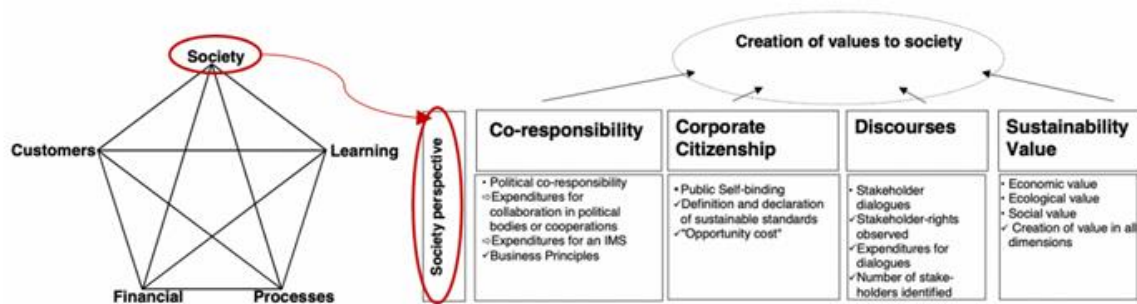 Society
Customers
Learning
Financial
Processes
Society perspective
Creation of values to society
Co-responsibility
• Political co-responsibility
⇨Expenditures for
collaboration in political
bodies or cooperations
⇨Expenditures for an IMS
✓Business Principles
Corporate
Citizenship
• Public Self-binding
✓Definition and declaration
of sustainable standards
✓"Opportunity cost"
Discourses
• Stakeholder
dialogues
✓Stakeholder-rights
observed
✓Expenditures for
dialogues
✓Number of stake-
holders identified
Sustainability
Value
• Economic value
• Ecological value
• Social value
✓ Creation of value in all
dimensions